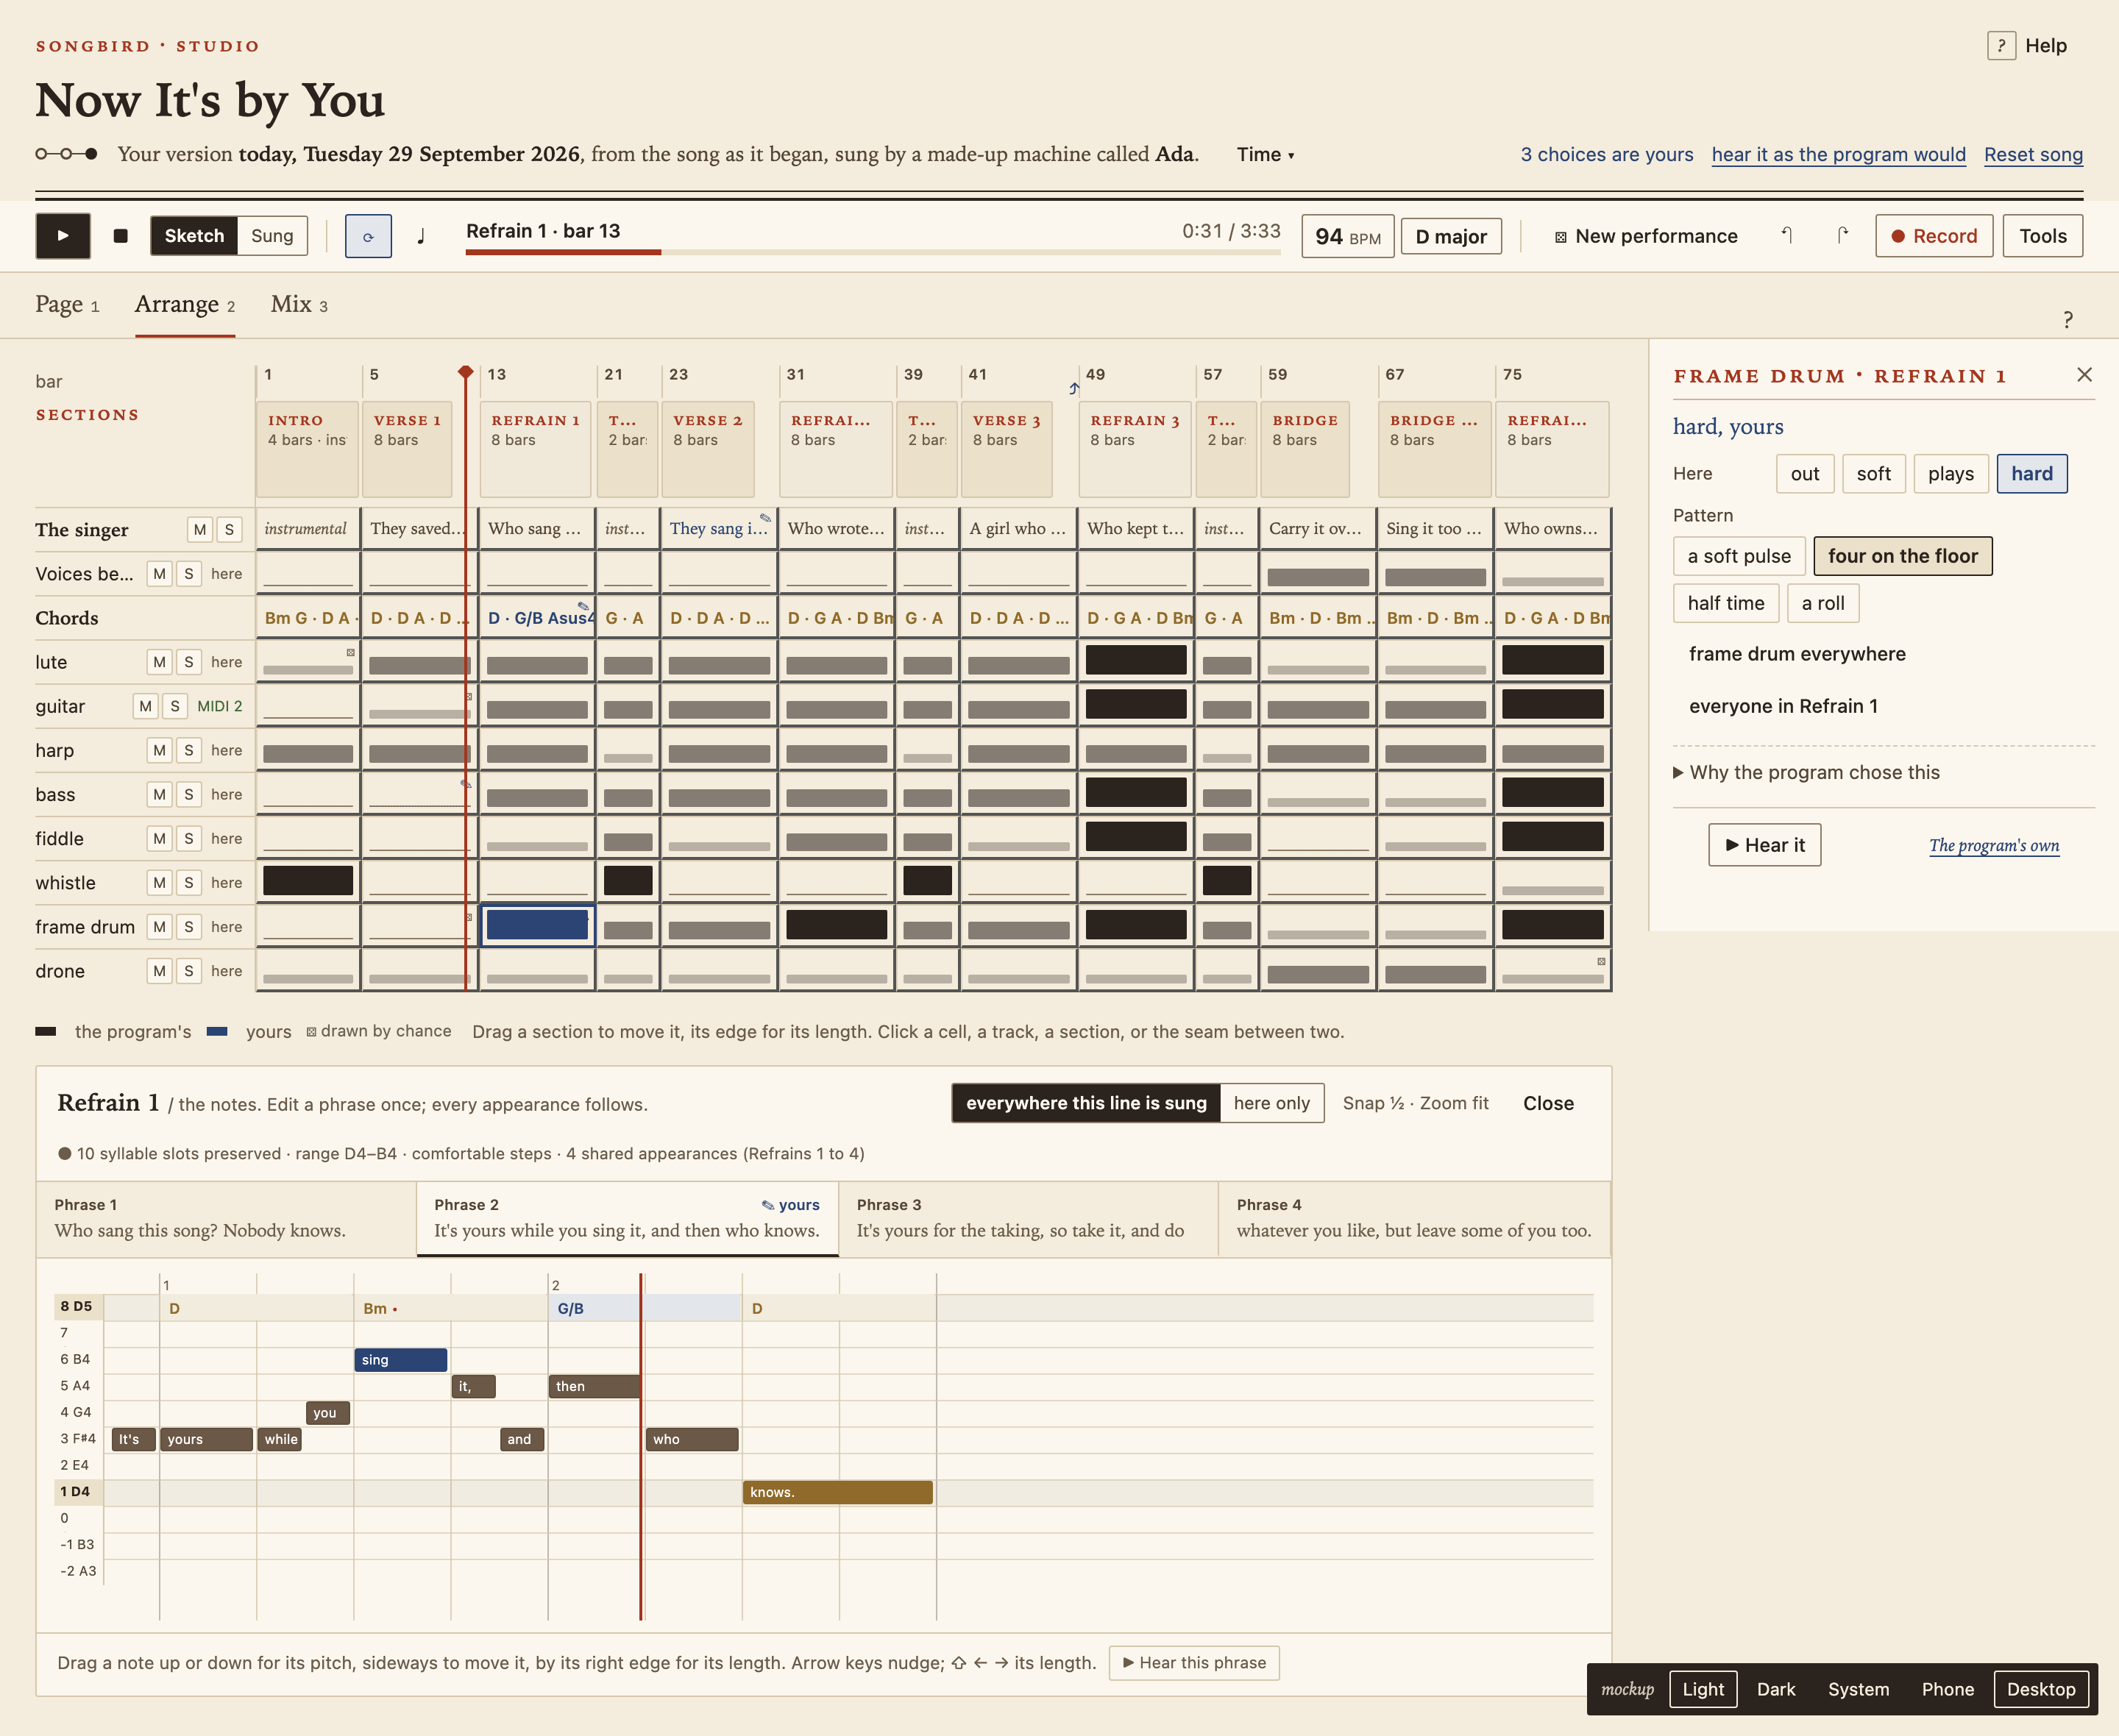 SONGBIRD · STUDIO
? Help
Now It's by You
Your version today, Tuesday 29 September 2026, from the song as it began, sung by a made-up machine called Ada.
Time ▾
3 choices are yours hear it as the program would Reset song
Sketch Sung
Refrain 1 · bar 13
0:31 / 3:33
94 BPM
D major
New performance
Record
Tools
Page 1 Arrange 2 Mix 3
?
bar 1 5 13 21 23 31 39 41 49 57 59 67 75
SECTIONS
INTRO VERSE 1 REFRAIN 1 T... VERSE 2 REFRAI... T... VERSE 3 REFRAIN 3 T... BRIDGE BRIDGE ... REFRAI...
4 bars · ins 8 bars 8 bars 2 bar 8 bars 8 bars 2 bar 8 bars 8 bars 2 bar 8 bars 8 bars 8 bars
The singer M S instrumental They saved... Who sang ... inst... They sang i... Who wrote... inst... A girl who ... Who kept t... inst... Carry it ov... Sing it too ... Who owns...
Voices be... M S here
Chords Bm G · D A · D · D A · D ... D · G/B Asus4 G · A D · D A · D ... D · G A · D Bm G · A D · D A · D ... D · G A · D Bm G · A Bm · D · Bm .. Bm · D · Bm .. D · G A · D Bm
lute M S here
guitar M S MIDI 2
harp M S here
bass M S here
fiddle M S here
whistle M S here
frame drum M S here
drone M S here
the program's yours drawn by chance Drag a section to move it, its edge for its length. Click a cell, a track, a section, or the seam between two.
FRAME DRUM · REFRAIN 1
hard, yours
Here out soft plays hard
Pattern
a soft pulse four on the floor
half time a roll
frame drum everywhere
everyone in Refrain 1
Why the program chose this
Hear it
The program's own
Refrain 1 / the notes. Edit a phrase once; every appearance follows.
everywhere this line is sung here only Snap ½ · Zoom fit Close
10 syllable slots preserved · range D4–B4 · comfortable steps · 4 shared appearances (Refrains 1 to 4)
Phrase 1
Who sang this song? Nobody knows.
Phrase 2 yours
It's yours while you sing it, and then who knows.
Phrase 3
It's yours for the taking, so take it, and do
Phrase 4
whatever you like, but leave some of you too.
1 2
8 D5 D Bm • G/B D
7
6 B4 sing
5 A4 it, then
4 G4 you
3 F#4 It's yours while and who
2 E4
1 D4 knows.
0
-1 B3
-2 A3
Drag a note up or down for its pitch, sideways to move it, by its right edge for its length. Arrow keys nudge; ⇧ ← → its length.
Hear this phrase
mockup Light Dark System Phone Desktop